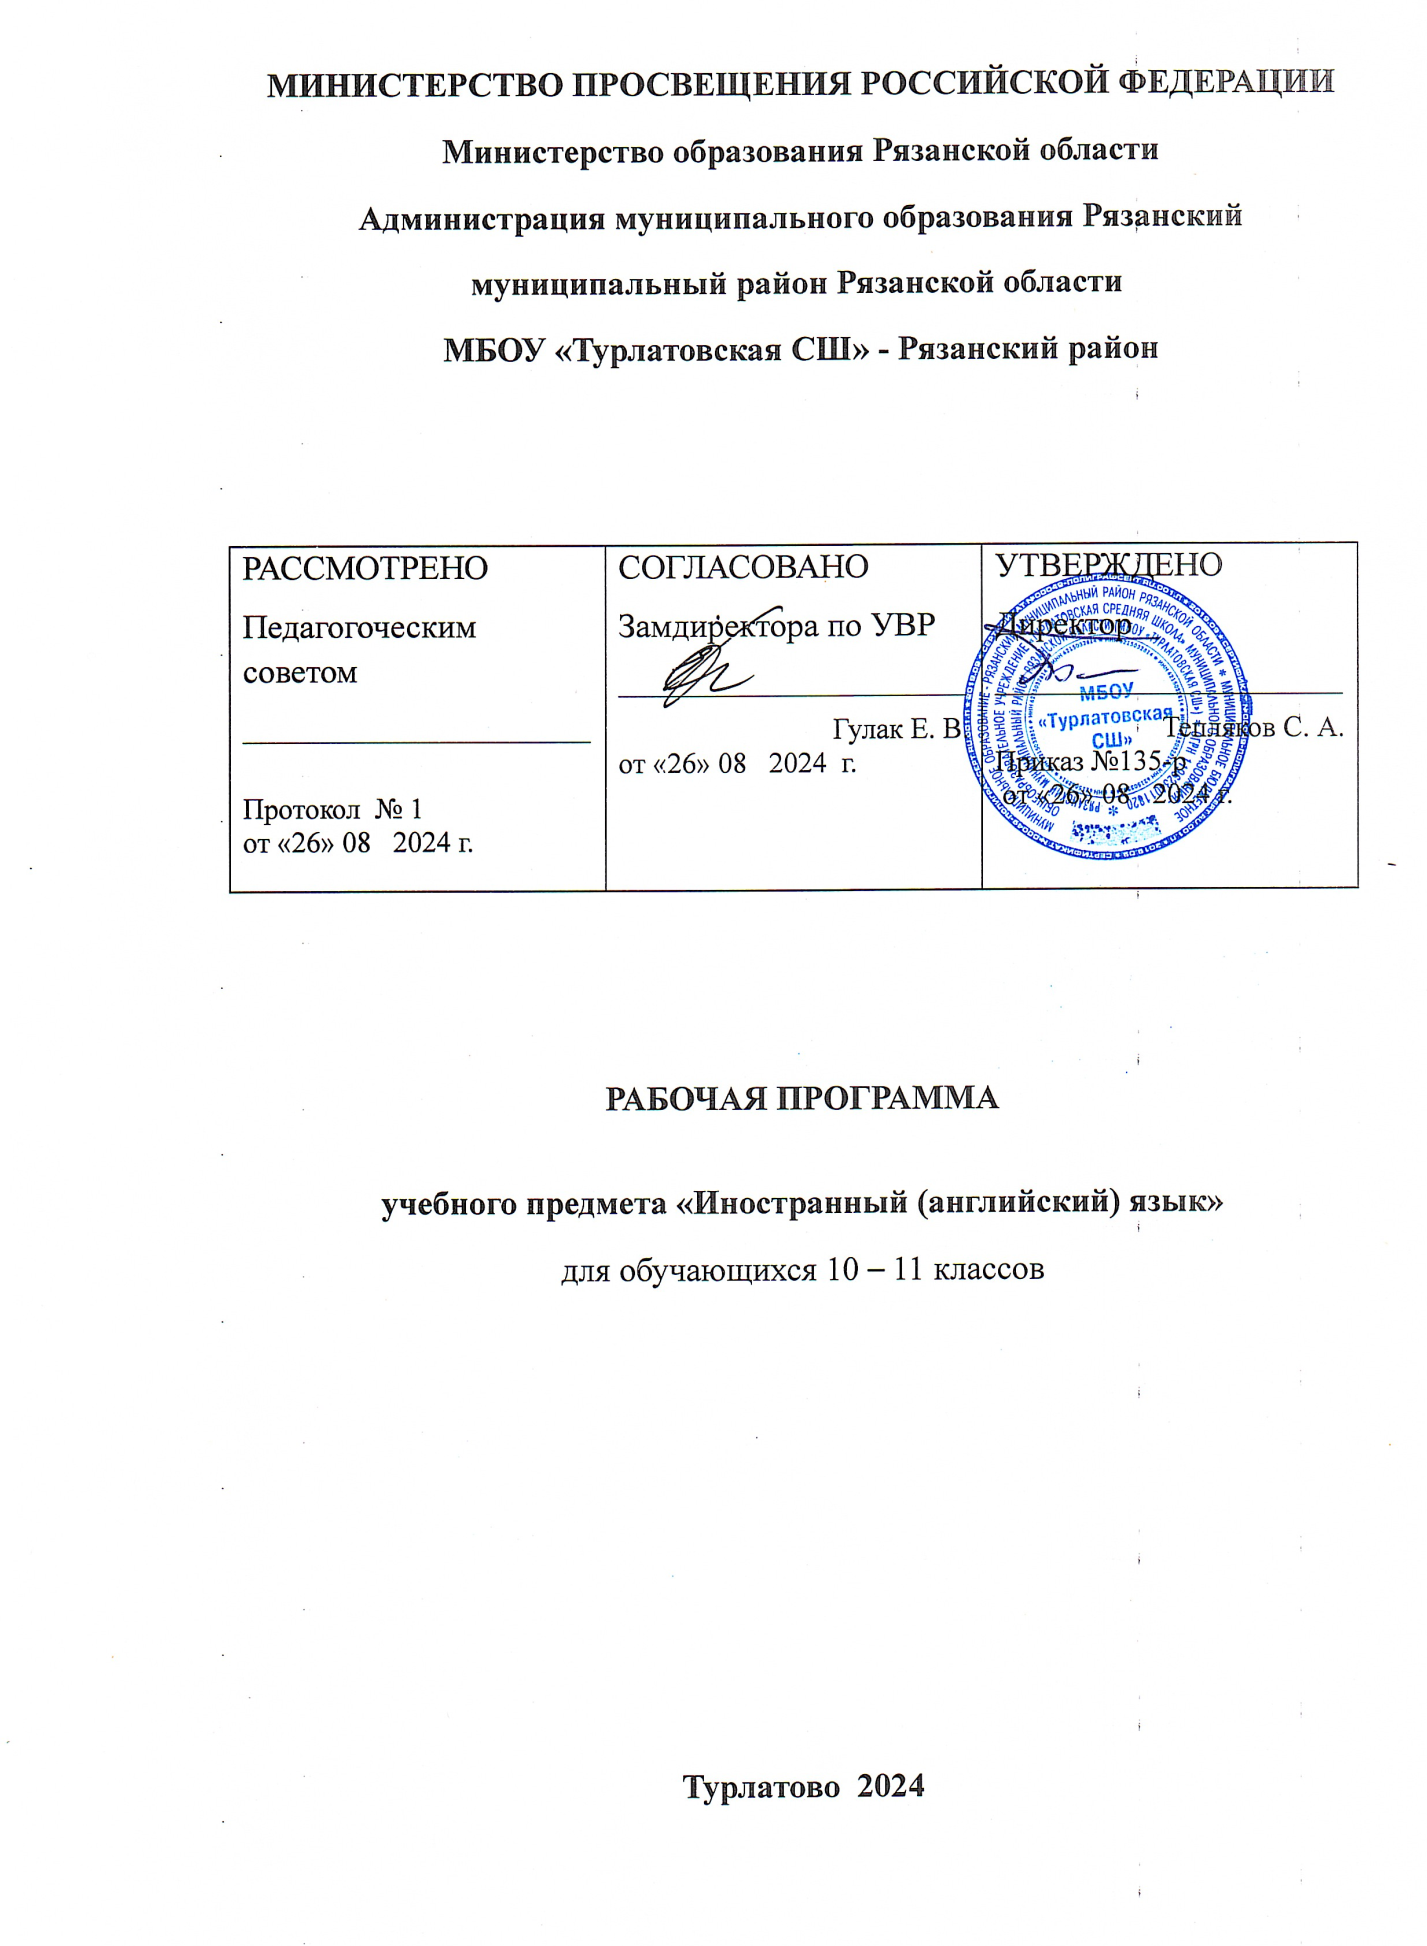 МИНИСТЕРСТВО ПРОСВЕЩЕНИЯ РОССИЙСКОЙ ФЕДЕРАЦИИ
Министерство образования Рязанской области
Администрация муниципального образования Рязанский
муниципальный район Рязанской области
МБОУ «Турлатовская СШ» - Рязанский район
РАССМОТРЕНО
Педагогоческим
советом
Протокол № 1
от «26» 08 2024 г.
СОГЛАСОВАНО
Замдиректора по УВР
Гулак Е. В
от «26» 08 2024 г.
УТВЕРЖДЕНО
Директор
Тепляков С. А.
Приказ №135-р
от «26» 08 2024 г.
МБОУ
«Турлатовская
СШ»
РАБОЧАЯ ПРОГРАММА
учебного предмета «Иностранный (английский) язык»
для обучающихся 10 – 11 классов
Турлатово 2024